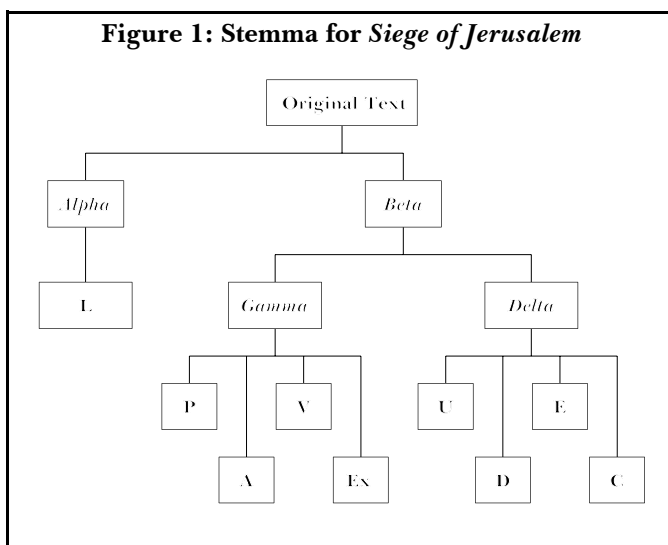 Figure 1: Stemma for Siege of Jerusalem
Original Text
Alpha
Beta
L
Gamma
Delta
P
V
U
E
A
Ex
D
C